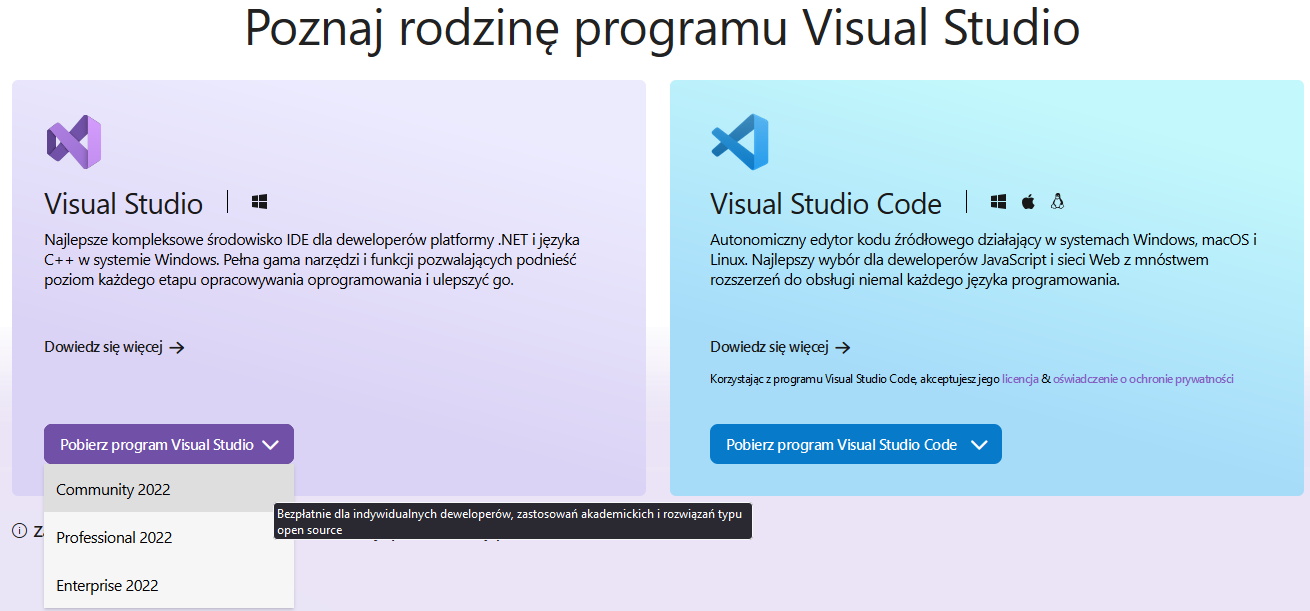 Poznaj rodzinę programu Visual Studio
Visual Studio
Najlepsze kompleksowe środowisko IDE dla deweloperów platformy .NET i języka
C++ w systemie Windows. Pełna gama narzędzi i funkcji pozwalających podnieść
poziom każdego etapu opracowywania oprogramowania i ulepszyć go.
Dowiedz się więcej
Pobierz program Visual Studio
Community 2022
Professional 2022
Enterprise 2022
Bezpłatnie dla indywidualnych deweloperów, zastosowań akademickich i rozwiązań typu
open source
Visual Studio Code
Autonomiczny edytor kodu źródłowego działający w systemach Windows, macOS i
Linux. Najlepszy wybór dla deweloperów JavaScript i sieci Web z mnóstwem
rozszerzeń do obsługi niemal każdego języka programowania.
Dowiedz się więcej
Korzystając z programu Visual Studio Code, akceptujesz jego licencja & oświadczenie o ochronie prywatności
Pobierz program Visual Studio Code